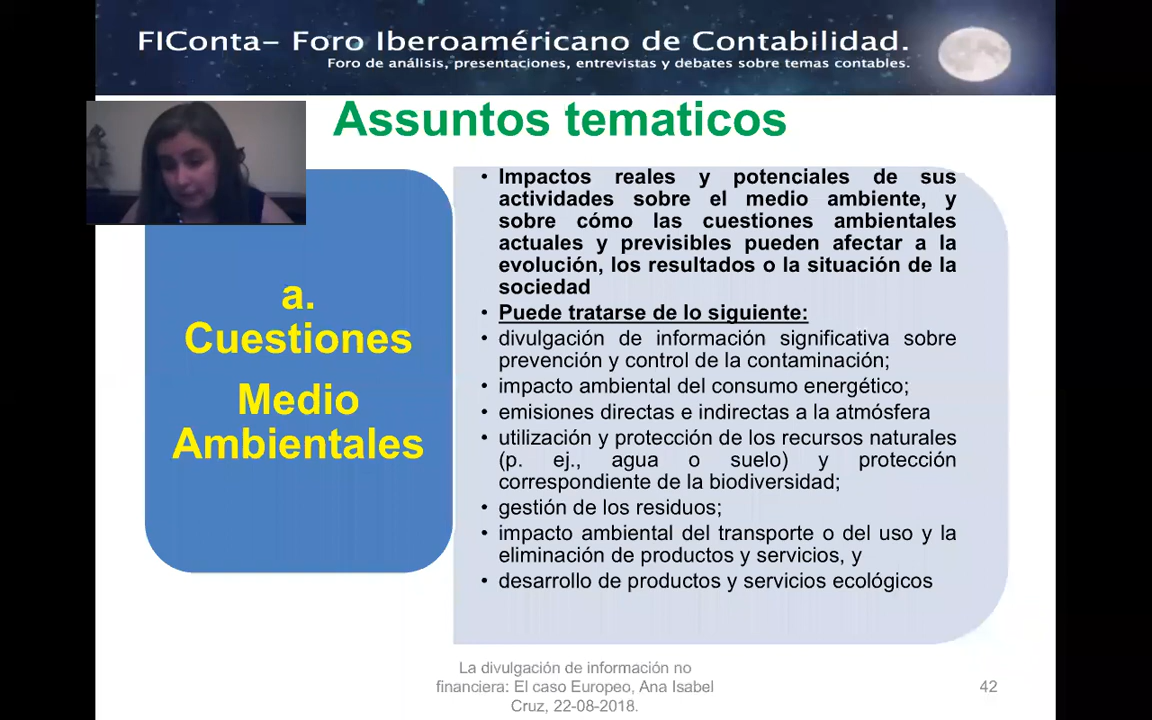 FIConta– Foro Iberoaméricano de Contabilidad.
Foro de análisis, presentaciones, entrevistas y debates sobre temas contables.
Assuntos tematicos
a.
Cuestiones
Medio
Ambientales
• Impactos reales y potenciales de sus
actividades sobre el medio ambiente, y
sobre cómo las cuestiones ambientales
actuales y previsibles pueden afectar a la
evolución, los resultados o la situación de la
sociedad
• Puede tratarse de lo siguiente:
• divulgación de información significativa sobre
prevención y control de la contaminación;
• impacto ambiental del consumo energético;
• emisiones directas e indirectas a la atmósfera
• utilización y protección de los recursos naturales
(p. ej., agua o suelo) y protección
correspondiente de la biodiversidad;
• gestión de los residuos;
• impacto ambiental del transporte o del uso y la
eliminación de productos y servicios, y
• desarrollo de productos y servicios ecológicos
La divulgación de información no
financiera: El caso Europeo, Ana Isabel
Cruz, 22-08-2018.
42